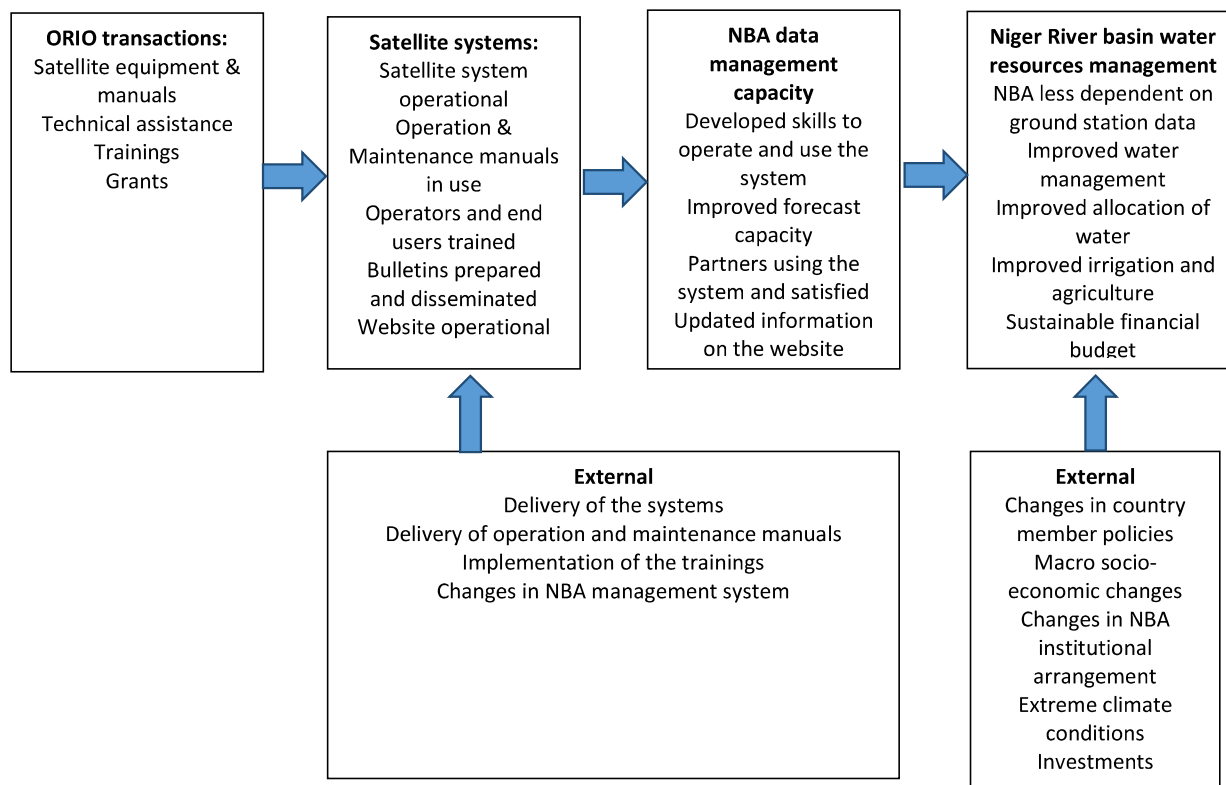 ORIO transactions:
Satellite equipment &
manuals
Technical assistance
Trainings
Grants
Satellite systems:
Satellite system
operational
Operation &
Maintenance manuals
in use
Operators and end
users trained
Bulletins prepared
and disseminated
Website operational
NBA data
management
capacity
Developed skills to
operate and use the
system
Improved forecast
capacity
Partners using the
system and satisfied
Updated information
on the website
Niger River basin water
resources management
NBA less dependent on
ground station data
Improved water
management
Improved allocation of
water
Improved irrigation and
agriculture
Sustainable financial
budget
External
Delivery of the systems
Delivery of operation and maintenance manuals
Implementation of the trainings
Changes in NBA management system
External
Changes in country
member policies
Macro socio-
economic changes
Changes in NBA
institutional
arrangement
Extreme climate
conditions
Investments